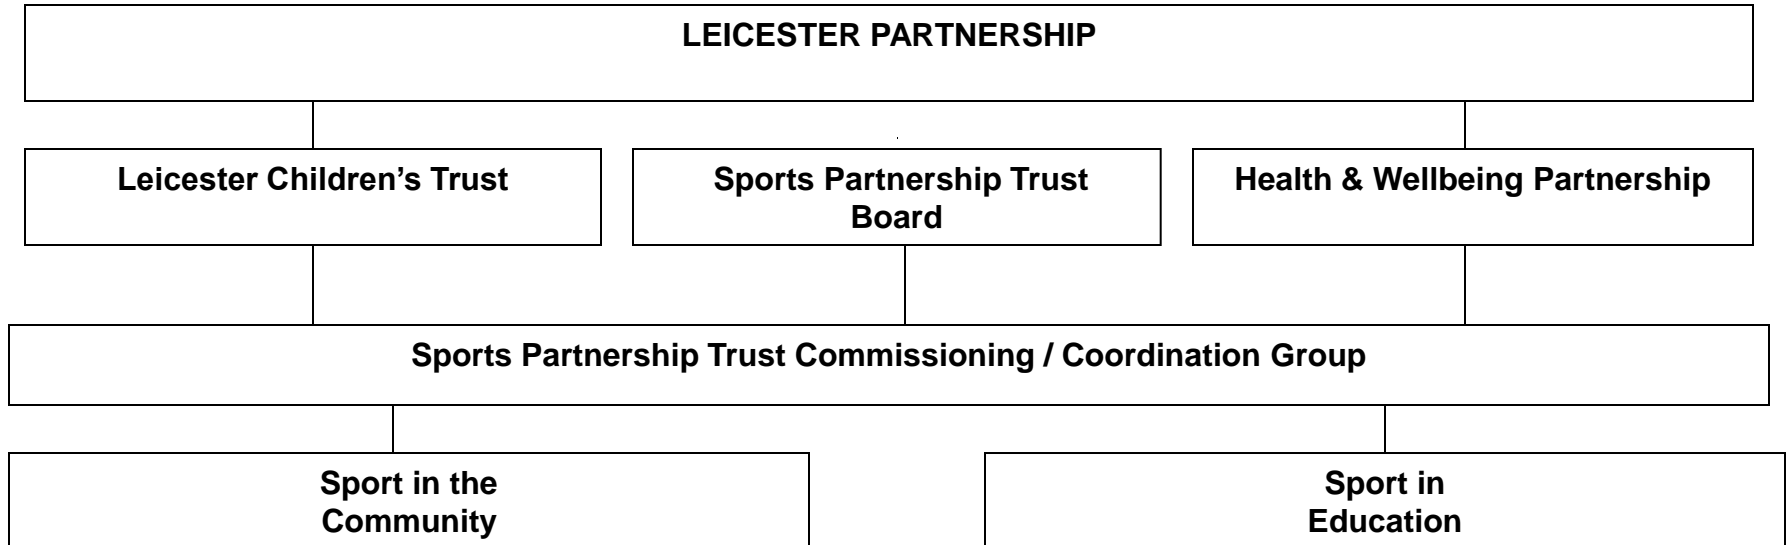 LEICESTER PARTNERSHIP
Leicester Children’s Trust
Sports Partnership Trust
Board
Health & Wellbeing Partnership
Sports Partnership Trust Commissioning / Coordination Group
Sport in the
Community
Sport in
Education